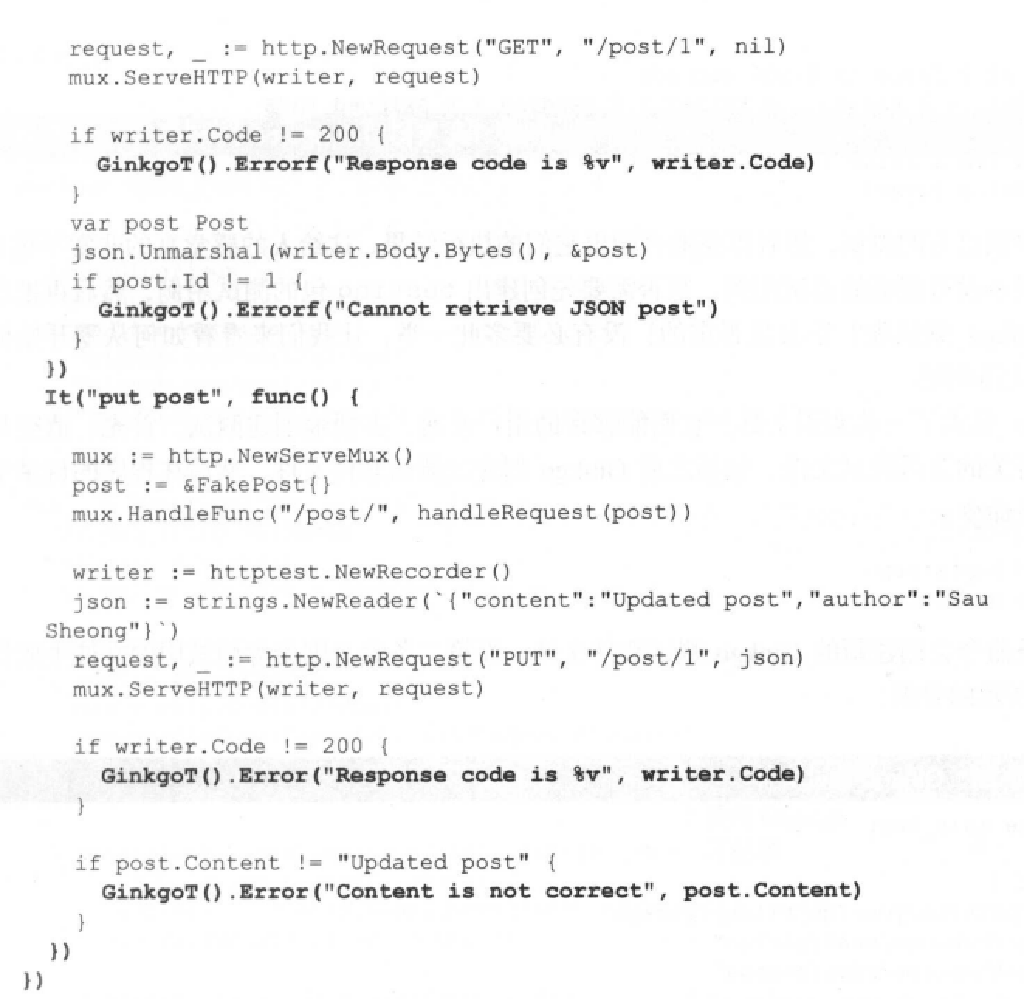 request, _ := http.NewRequest("GET", "/post/1", nil)
mux.ServeHTTP(writer, request)
if writer.Code != 200 {
GinkgoT().Errorf("Response code is %v", writer.Code)
}
var post Post
json.Unmarshal(writer.Body.Bytes(), &post)
if post.Id != 1 {
GinkgoT().Errorf("Cannot retrieve JSON post")
}
})
It("put post", func() {
mux := http.NewServeMux()
post := &FakePost{}
mux.HandleFunc("/post/", handleRequest(post))
writer := httptest.NewRecorder()
json := strings.NewReader(`{"content":"Updated post","author":"Sau
Sheong"}`)
request, _ := http.NewRequest("PUT", "/post/1", json)
mux.ServeHTTP(writer, request)
if writer.Code != 200 {
GinkgoT().Error("Response code is %v", writer.Code)
}
if post.Content != "Updated post" {
GinkgoT().Error("Content is not correct", post.Content)
}
})
})